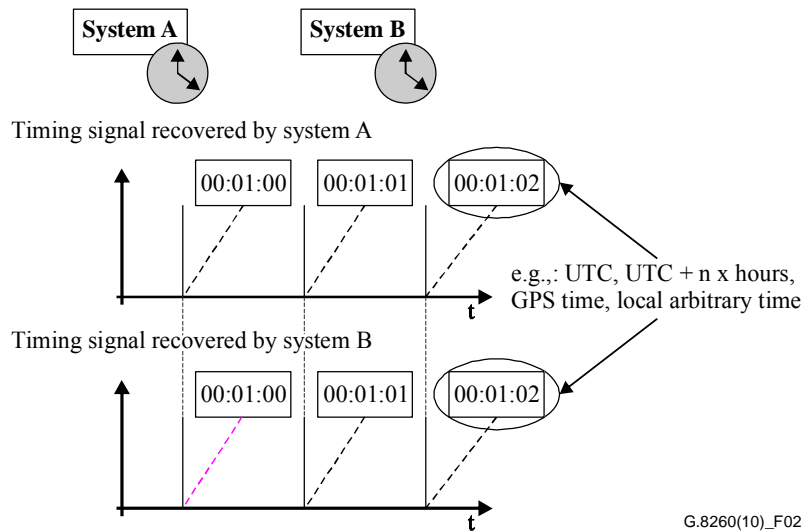 System A
System B
Timing signal recovered by system A
00:01:00
00:01:01
00:01:02
t
e.g.,: UTC, UTC + n x hours,
GPS time, local arbitrary time
Timing signal recovered by system B
00:01:00
00:01:01
00:01:02
t
G.8260(10)_F02